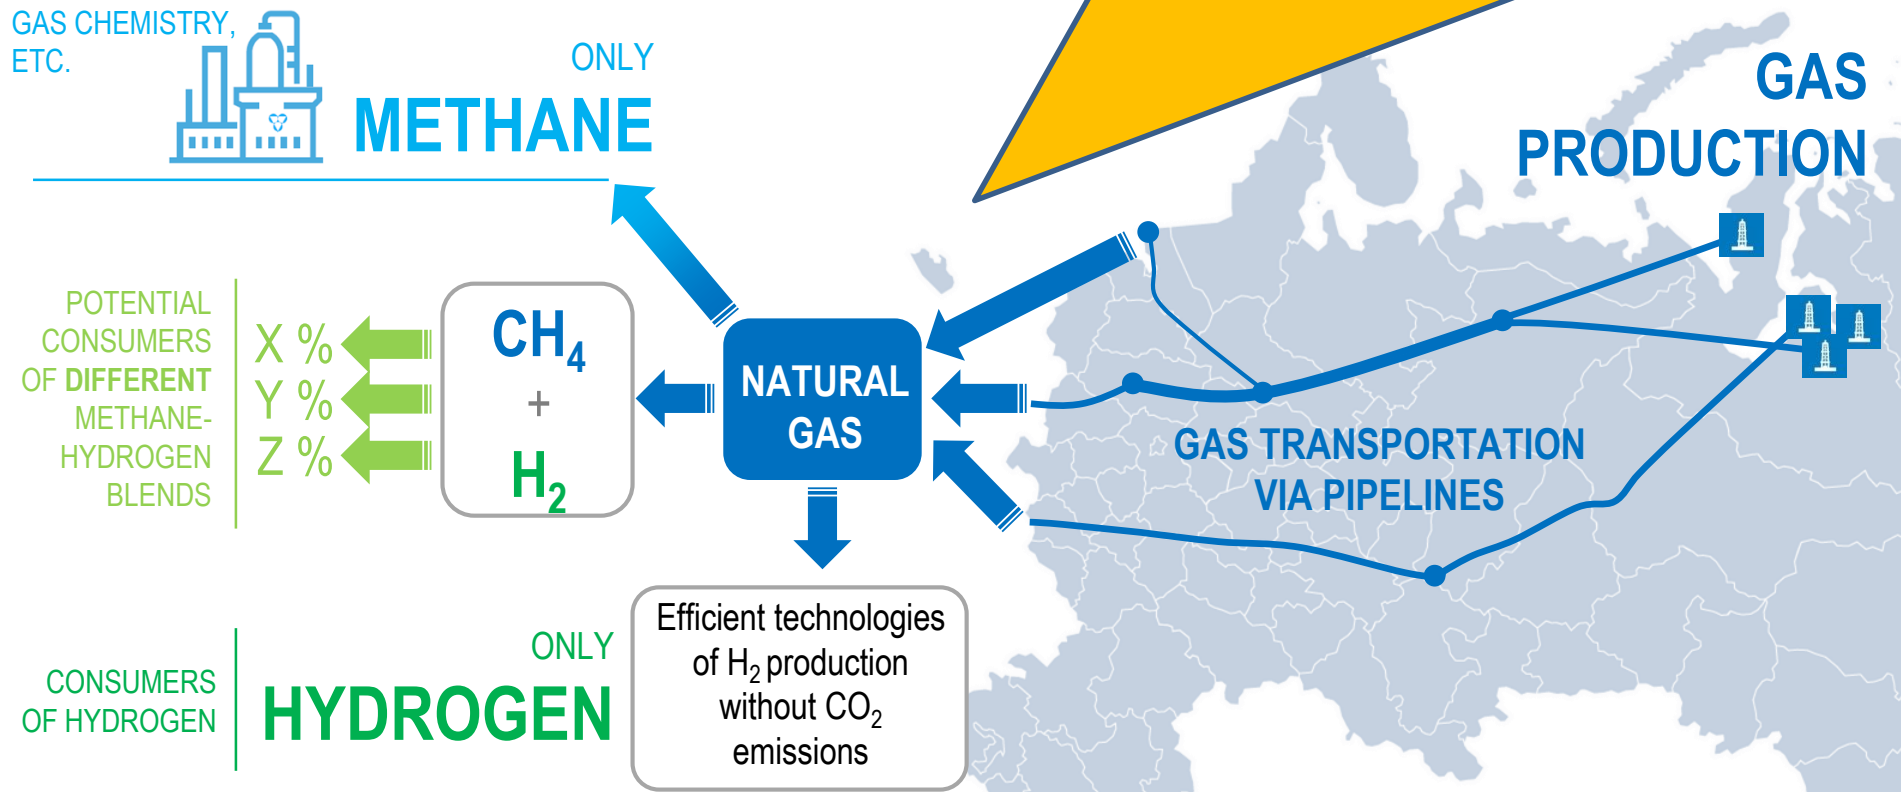 GAS CHEMISTRY,
ETC.
ONLY
METHANE
GAS
PRODUCTION
POTENTIAL
CONSUMERS
OF DIFFERENT
METHANE-
HYDROGEN
BLENDS
X %
Y %
Z %
CH₄
+
H₂
NATURAL
GAS
GAS TRANSPORTATION
VIA PIPELINES
CONSUMERS
OF HYDROGEN
ONLY
HYDROGEN
Efficient technologies
of H₂ production
without CO₂
emissions